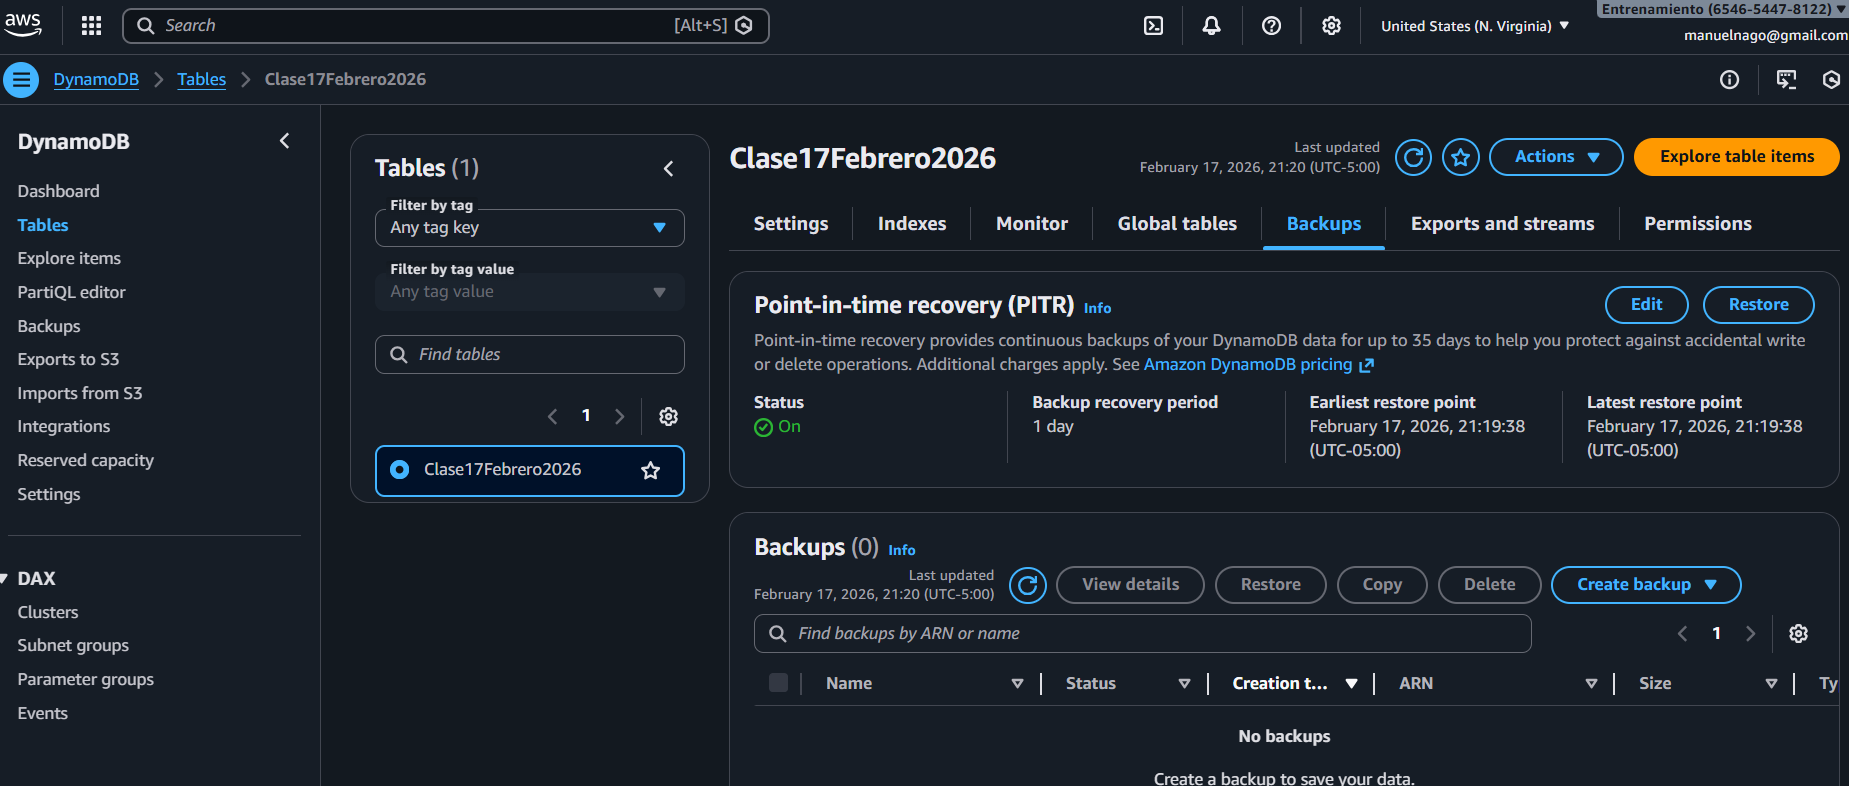 aws
Search
[Alt+S]
United States (N. Virginia)
Entrenamiento (6546-5447-8122)
manuelnago@gmail.com
DynamoDB
Tables
Clase17Febrero2026
DynamoDB
Dashboard
Tables
Explore items
PartiQL editor
Backups
Exports to S3
Imports from S3
Integrations
Reserved capacity
Settings
DAX
Clusters
Subnet groups
Parameter groups
Events
Tables (1)
Filter by tag
Any tag key
Filter by tag value
Any tag value
Find tables
1
Clase17Febrero2026
Clase17Febrero2026
Last updated
February 17, 2026, 21:20 (UTC-5:00)
Actions
Explore table items
Settings
Indexes
Monitor
Global tables
Backups
Exports and streams
Permissions
Point-in-time recovery (PITR) Info
Edit
Restore
Point-in-time recovery provides continuous backups of your DynamoDB data for up to 35 days to help you protect against accidental write
or delete operations. Additional charges apply. See Amazon DynamoDB pricing
Status
On
Backup recovery period
1 day
Earliest restore point
February 17, 2026, 21:19:38
(UTC-05:00)
Latest restore point
February 17, 2026, 21:19:38
(UTC-05:00)
Backups (0) Info
Last updated
February 17, 2026, 21:20 (UTC-5:00)
View details
Restore
Copy
Delete
Create backup
Find backups by ARN or name
1
Name
Status
Creation t...
ARN
Size
Ty
No backups
Create a backup to save your data.